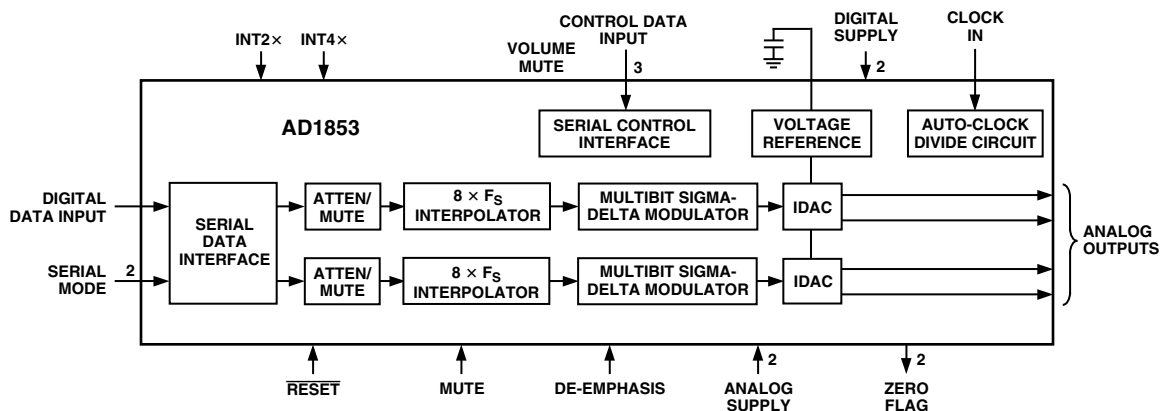 CONTROL DATA
INPUT
DIGITAL
SUPPLY
CLOCK
IN
INT2×
INT4×
VOLUME
MUTE
3
2
AD1853
SERIAL CONTROL
INTERFACE
VOLTAGE
REFERENCE
AUTO-CLOCK
DIVIDE CIRCUIT
DIGITAL
DATA INPUT
SERIAL
DATA
INTERFACE
ATTEN/
MUTE
8 × FS
INTERPOLATOR
MULTIBIT SIGMA-
DELTA MODULATOR
IDAC
ANALOG
OUTPUTS
SERIAL
MODE
2
ATTEN/
MUTE
8 × FS
INTERPOLATOR
MULTIBIT SIGMA-
DELTA MODULATOR
IDAC
RESET
MUTE
DE-EMPHASIS
2
ANALOG
SUPPLY
2
ZERO
FLAG